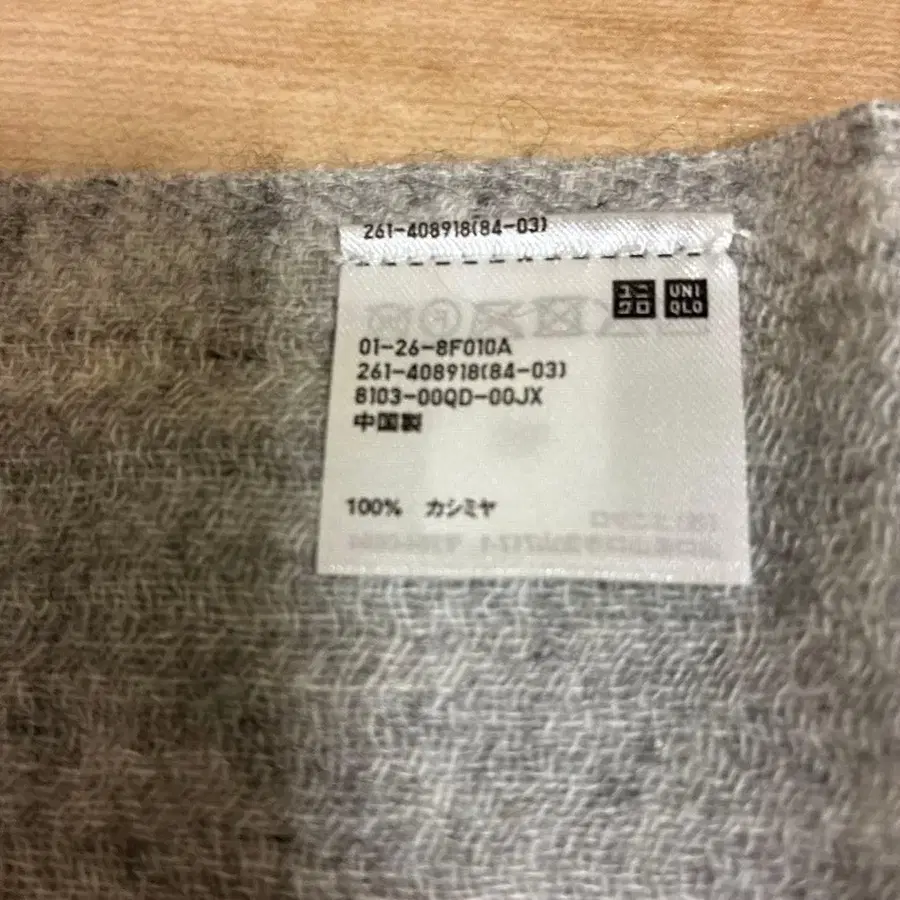 261-408918(84-03)
ユニ
クロ
UNI
QLO
01-26-8F010A
261-408918(84-03)
8103-00QD-00JX
中国製
100% カシミヤ